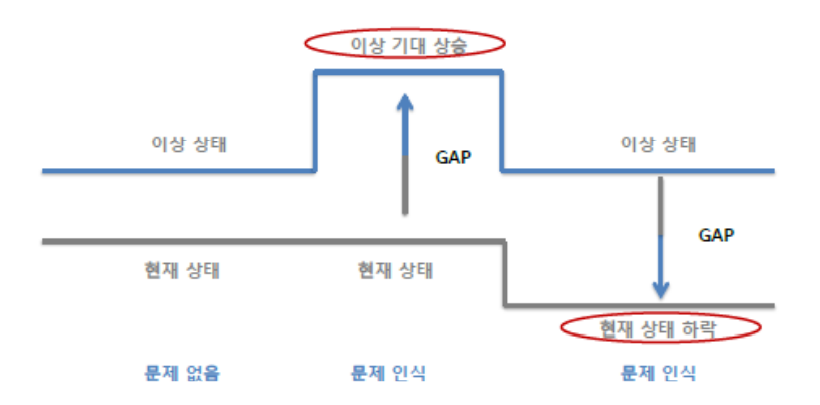 이상 기대 상승
이상 상태
이상 상태
GAP
GAP
현재 상태
현재 상태
현재 상태 하락
문제 없음
문제 인식
문제 인식